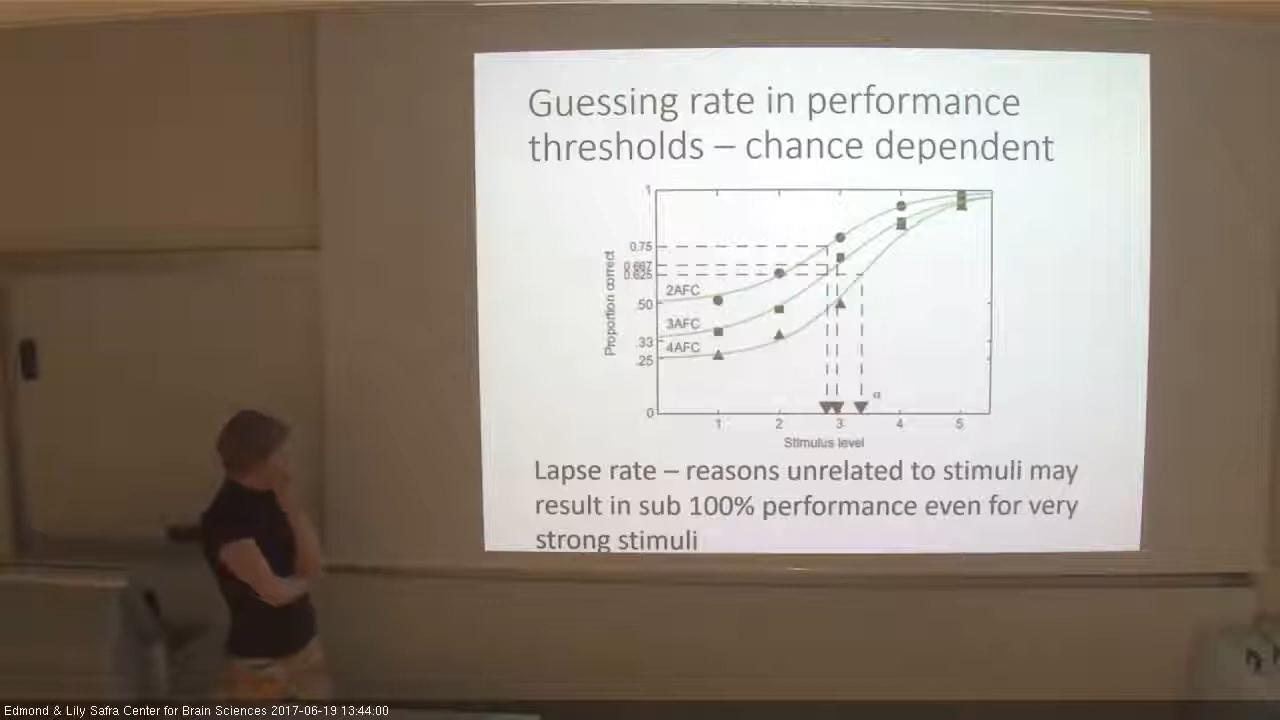 Guessing rate in performance
thresholds – chance dependent
1
0.75
0.667
0.625
.50
.33
.25
0
Proportion correct
2AFC
3AFC
4AFC
α
1 2 3 4 5
Stimulus level
Lapse rate – reasons unrelated to stimuli may
result in sub 100% performance even for very
strong stimuli
Edmond & Lily Safra Center for Brain Sciences 2017-06-19 13:44:00